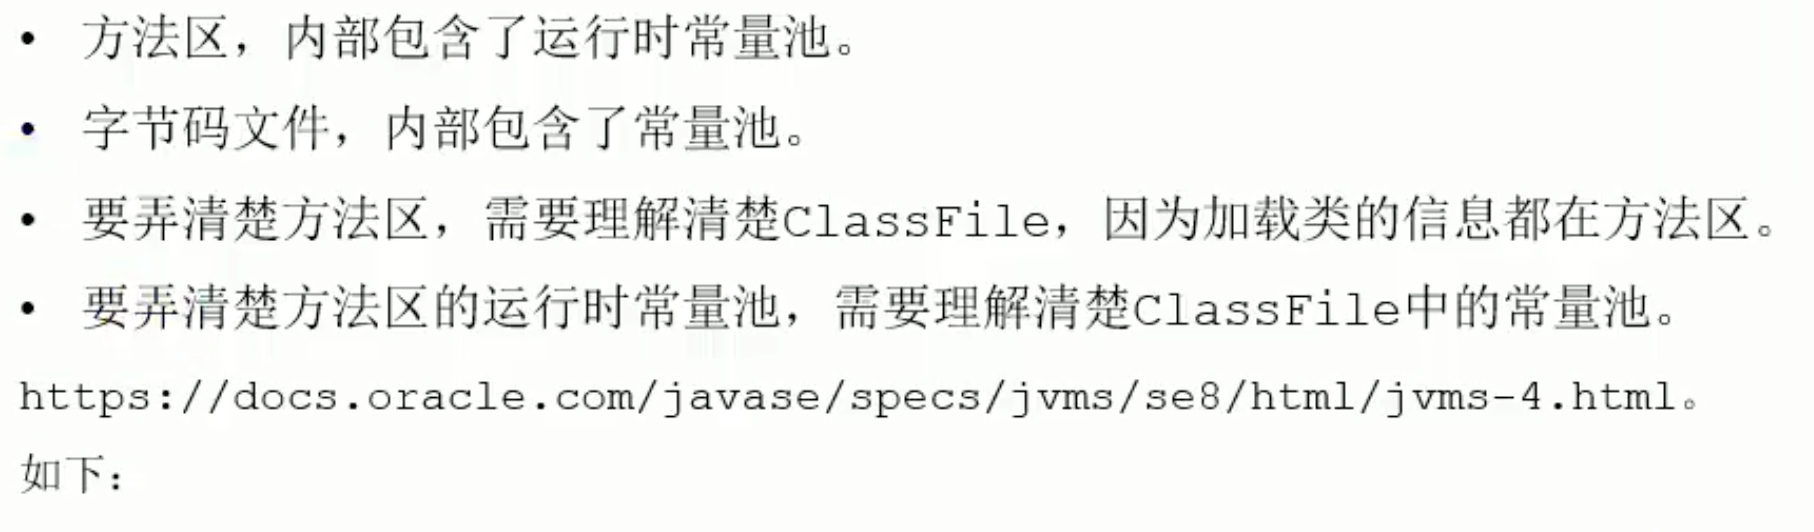 • 方法区，内部包含了运行时常量池。
• 字节码文件，内部包含了常量池。
• 要弄清楚方法区，需要理解清楚ClassFile，因为加载类的信息都在方法区。
• 要弄清楚方法区的运行时常量池，需要理解清楚ClassFile中的常量池。
https://docs.oracle.com/javase/specs/jvms/se8/html/jvms-4.html。
如下：